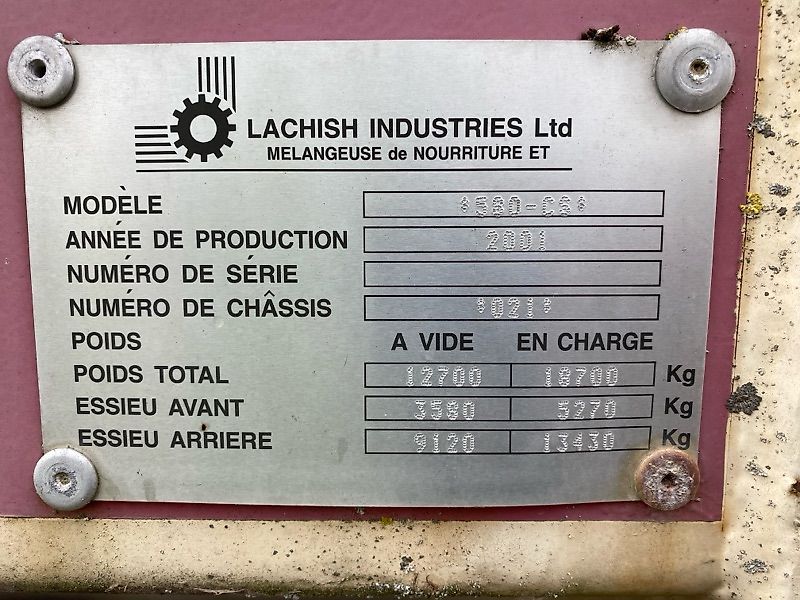 LACHISH INDUSTRIES Ltd
MELANGEUSE de NOURRITURE ET
MODÈLE *580-C6*
ANNÉE DE PRODUCTION 2001
NUMÉRO DE SÉRIE
NUMÉRO DE CHÂSSIS *021*
POIDS A VIDE EN CHARGE
POIDS TOTAL 12700 18700 Kg
ESSIEU AVANT 3580 5270 Kg
ESSIEU ARRIERE 9120 13430 Kg